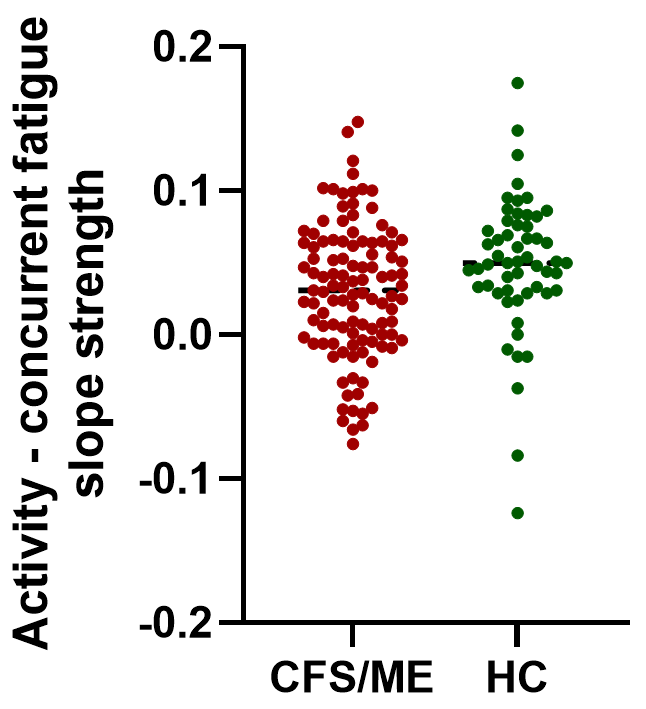 Activity - concurrent fatigue
slope strength
0.2
0.1
0.0
-0.1
-0.2
CFS/ME HC